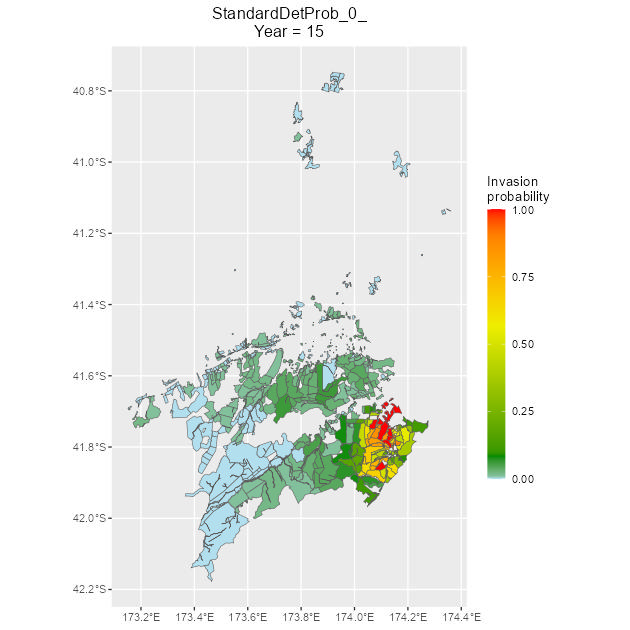 StandardDetProb_0_
Year = 15
40.8°S
41.0°S
41.2°S
41.4°S
41.6°S
41.8°S
42.0°S
42.2°S
173.2°E 173.4°E 173.6°E 173.8°E 174.0°E 174.2°E 174.4°E
Invasion
probability
1.00
0.75
0.50
0.25
0.00